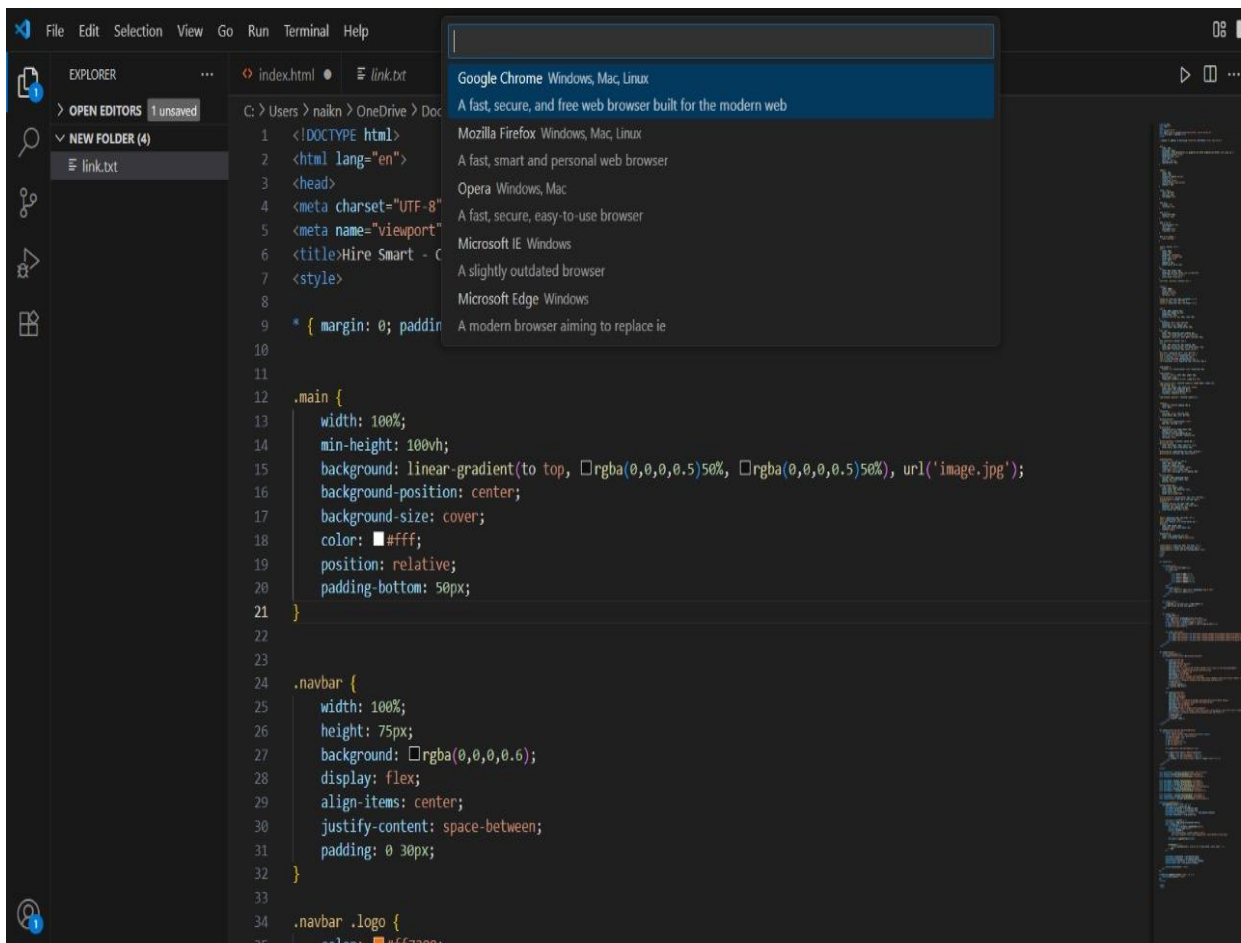 File Edit Selection View Go Run Terminal Help
EXPLORER ...
OPEN EDITORS 1 unsaved
NEW FOLDER (4)
link.txt
1
1
index.html link.txt
C: > Users > naikn > OneDrive > Doc
Google Chrome Windows, Mac, Linux
A fast, secure, and free web browser built for the modern web
Mozilla Firefox Windows, Mac, Linux
A fast, smart and personal web browser
Opera Windows, Mac
A fast, secure, easy-to-use browser
Microsoft IE Windows
A slightly outdated browser
Microsoft Edge Windows
A modern browser aiming to replace ie
1 <!DOCTYPE html>
2 <html lang="en">
3 <head>
4 <meta charset="UTF-8"
5 <meta name="viewport"
6 <title>Hire Smart - C
7 <style>
8
9 * { margin: 0; paddin
10
11
12 .main {
13 width: 100%;
14 min-height: 100vh;
15 background: linear-gradient(to top, rgba(0,0,0,0.5)50%, rgba(0,0,0,0.5)50%), url('image.jpg');
16 background-position: center;
17 background-size: cover;
18 color: #fff;
19 position: relative;
20 padding-bottom: 50px;
21 }
22
23
24 .navbar {
25 width: 100%;
26 height: 75px;
27 background: rgba(0,0,0,0.6);
28 display: flex;
29 align-items: center;
30 justify-content: space-between;
31 padding: 0 30px;
32 }
33
34 .navbar .logo {